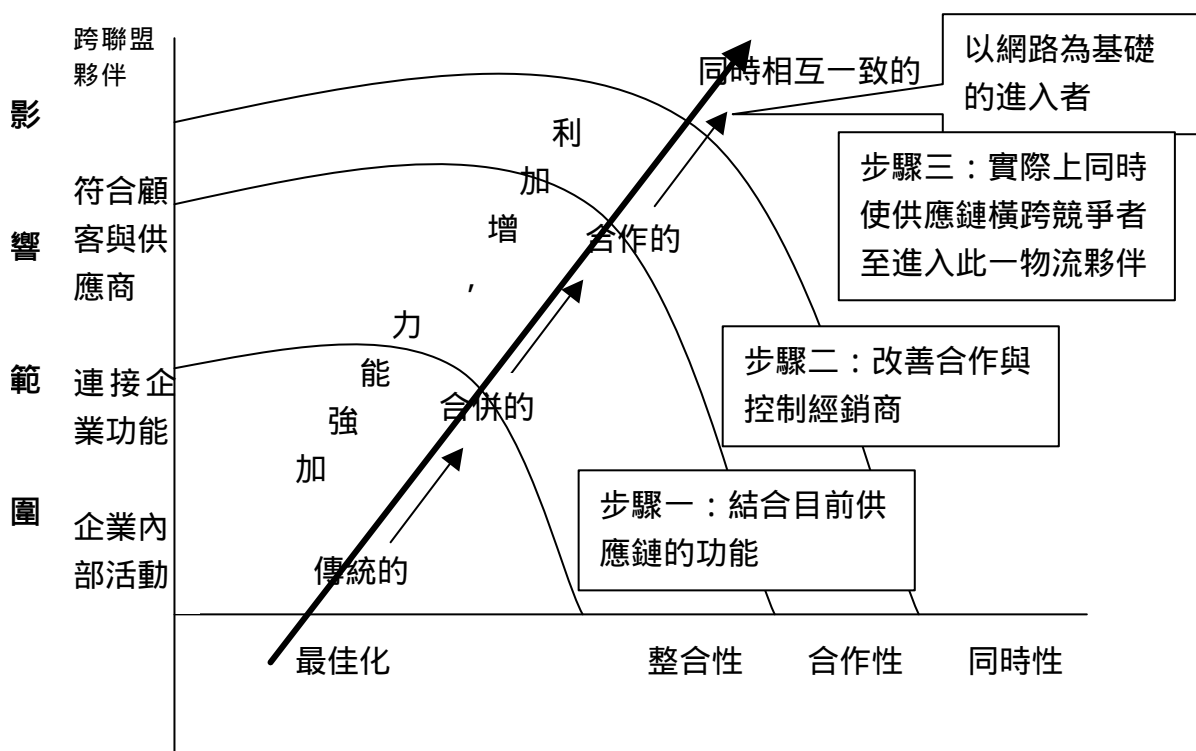 跨聯盟
夥伴
影
響
範
圍
符合顧
客與供
應商
連接企
業功能
企業內
部活動
加
強
能
力
,
增
加
利
傳統的
合併的
合作的
同時相互一致的
以網路為基礎
的進入者
步驟三：實際上同時
使供應鏈橫跨競爭者
至進入此一物流夥伴
步驟二：改善合作與
控制經銷商
步驟一：結合目前供
應鏈的功能
最佳化
整合性
合作性
同時性